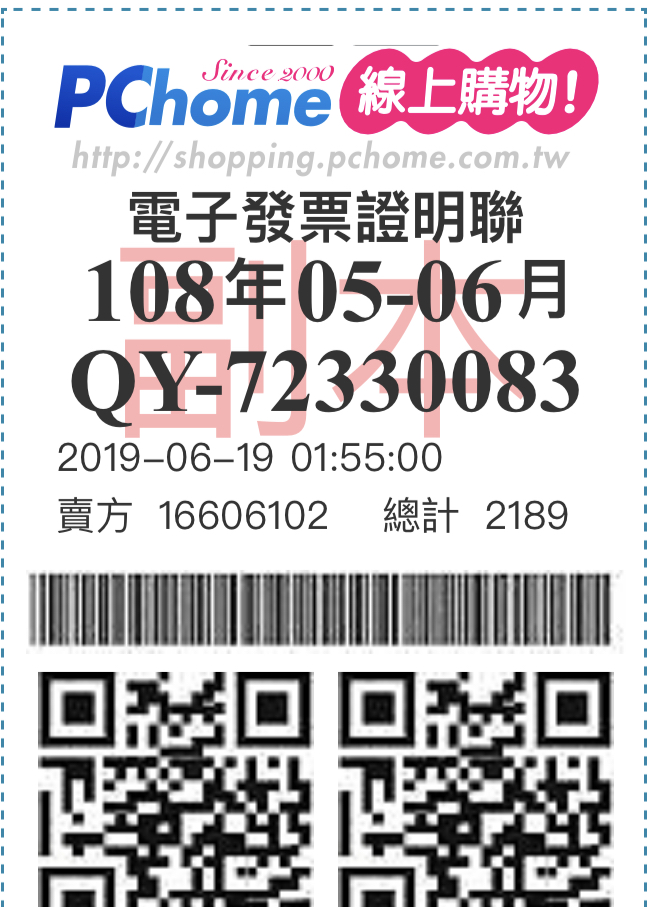 Since 2000
PChome 線上購物!
http://shopping.pchome.com.tw
電子發票證明聯
副本
108年05-06月
QY-72330083
2019-06-19 01:55:00
賣方 16606102 總計 2189